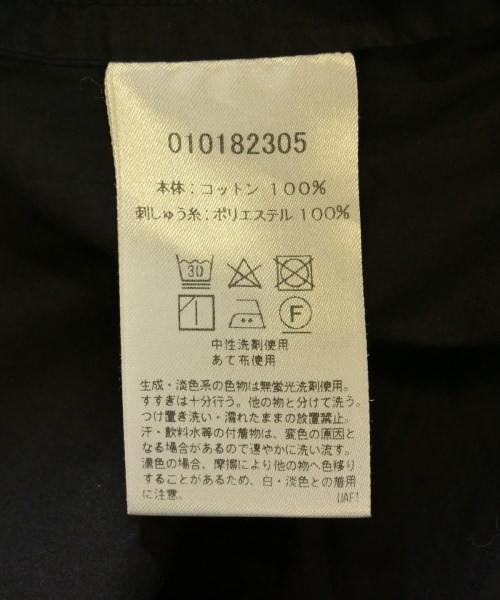 010182305
本体：コットン 100%
刺しゅう糸：ポリエステル 100%
30
F
中性洗剤使用
あて布使用
生成・淡色系の色物は無蛍光洗剤使用。
すすぎは十分行う。他の物と分けて洗う。
つけ置き洗い・濡れたままの放置禁止。
汗・飲料水等の付着物は、変色の原因と
なる場合があるので速やかに洗い流す。
濃色の場合、摩擦により他の物へ色移り
することがあるため、白・淡色との着用
に注意。
UAF1